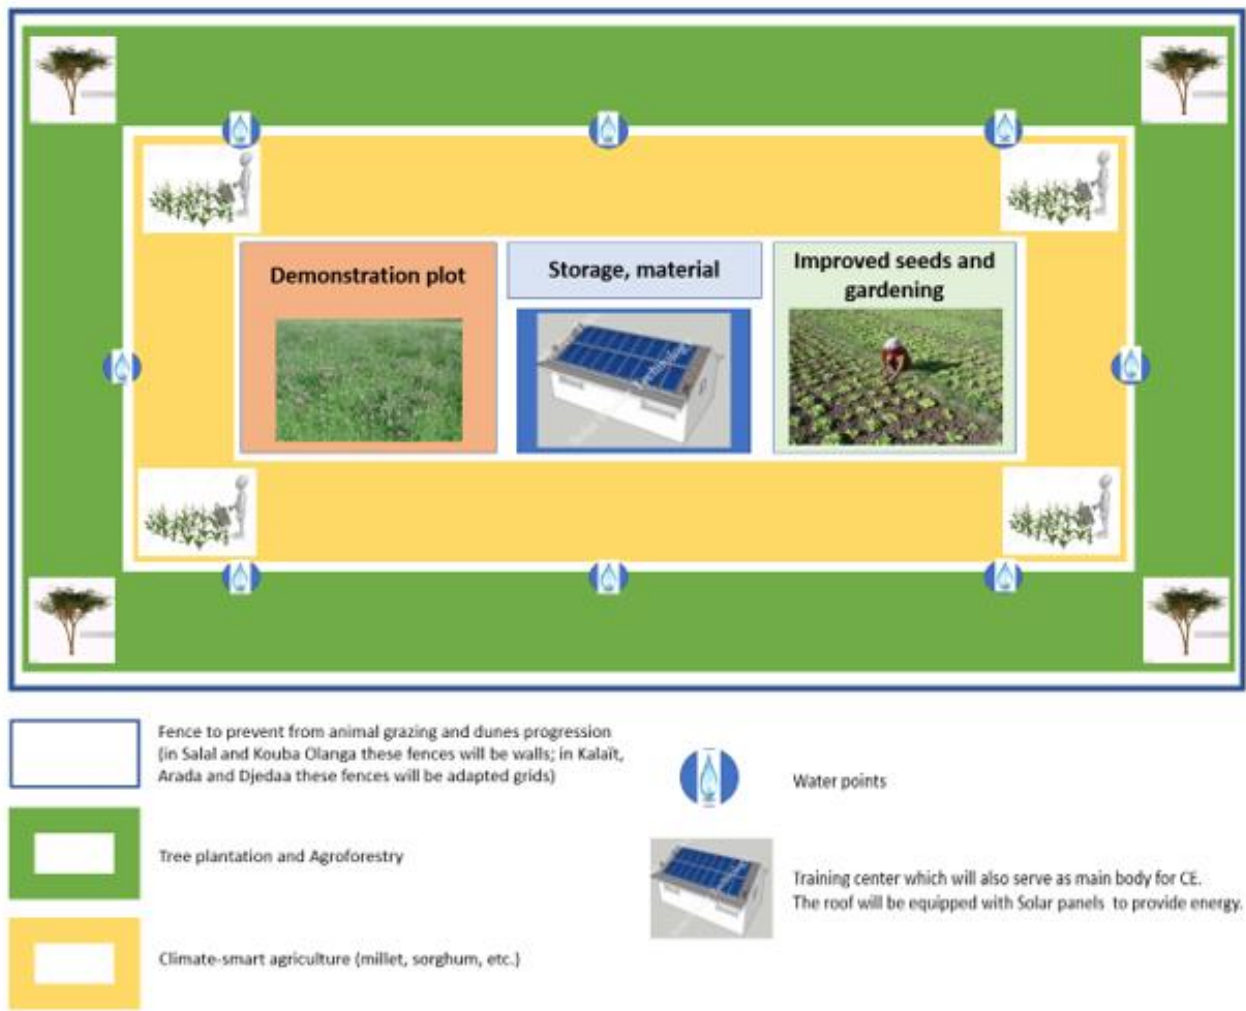 Demonstration plot
Storage, material
Improved seeds and
gardening
Fence to prevent from animal grazing and dunes progression
(in Salal and Kouba Olanga these fences will be walls; in Kalaït,
Arada and Djedaa these fences will be adapted grids)
Tree plantation and Agroforestry
Climate-smart agriculture (millet, sorghum, etc.)
Water points
Training center which will also serve as main body for CE.
The roof will be equipped with Solar panels to provide energy.